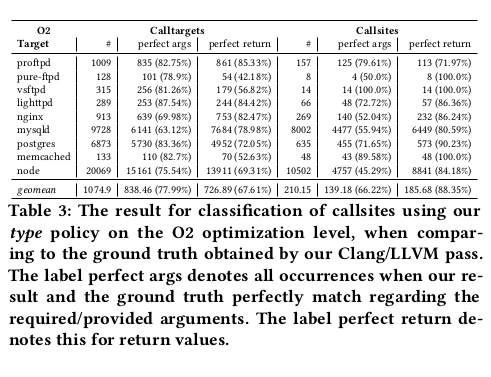 O2 Calltargets Callsites
Target # perfect args perfect return # perfect args perfect return
proftpd 1009 835 (82.75%) 861 (85.33%) 157 125 (79.61%) 113 (71.97%)
pure-ftpd 128 101 (78.9%) 54 (42.18%) 8 4 (50.0%) 8 (100.0%)
vsftpd 315 256 (81.26%) 179 (56.82%) 14 14 (100.0%) 14 (100.0%)
lighttpd 289 253 (87.54%) 244 (84.42%) 66 48 (72.72%) 57 (86.36%)
nginx 913 639 (69.98%) 753 (82.47%) 269 140 (52.04%) 232 (86.24%)
mysqld 9728 6141 (63.12%) 7684 (78.98%) 8002 4477 (55.94%) 6449 (80.59%)
postgres 6873 5730 (83.36%) 4952 (72.05%) 635 455 (71.65%) 573 (90.23%)
memcached 133 110 (82.7%) 70 (52.63%) 48 43 (89.58%) 48 (100.0%)
node 20069 15161 (75.54%) 13911 (69.31%) 10502 4757 (45.29%) 8841 (84.18%)
geomean 1074.9 838.46 (77.99%) 726.89 (67.61%) 210.15 139.18 (66.22%) 185.68 (88.35%)
Table 3: The result for classification of callsites using our
type policy on the O2 optimization level, when compar-
ing to the ground truth obtained by our Clang/LLVM pass.
The label perfect args denotes all occurrences when our re-
sult and the ground truth perfectly match regarding the
required/provided arguments. The label perfect return de-
notes this for return values.